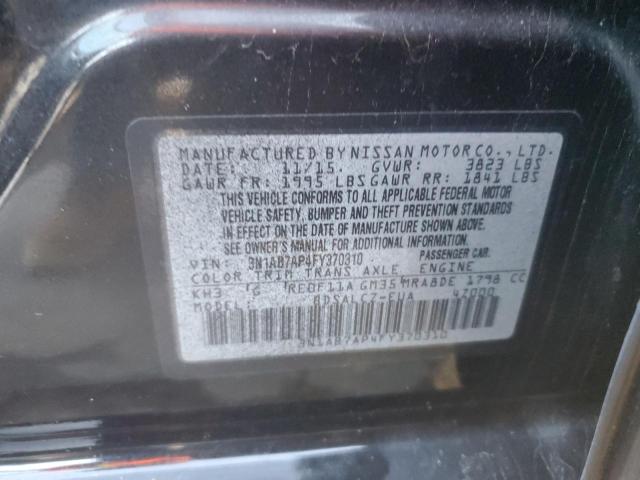 MANUFACTURED BY NISSAN MOTOR CO., LTD.
DATE: 11/15. GVWR: 3823 LBS
GAWR FR: 1995 LBS GAWR RR: 1841 LBS
THIS VEHICLE CONFORMS TO ALL APPLICABLE FEDERAL MOTOR
VEHICLE SAFETY, BUMPER AND THEFT PREVENTION STANDARDS
IN EFFECT ON THE DATE OF MANUFACTURE SHOWN ABOVE.
SEE OWNER'S MANUAL FOR ADDITIONAL INFORMATION.
VIN: 3N1AB7AP4FY370310 PASSENGER CAR.
COLOR TRIM TRANS AXLE ENGINE
KH3 G RE0F11A GM35 MRA8DE 1798 CC
MODEL: BDSALCZ-EUA 4Z000
3N1AB7AP4FY370310